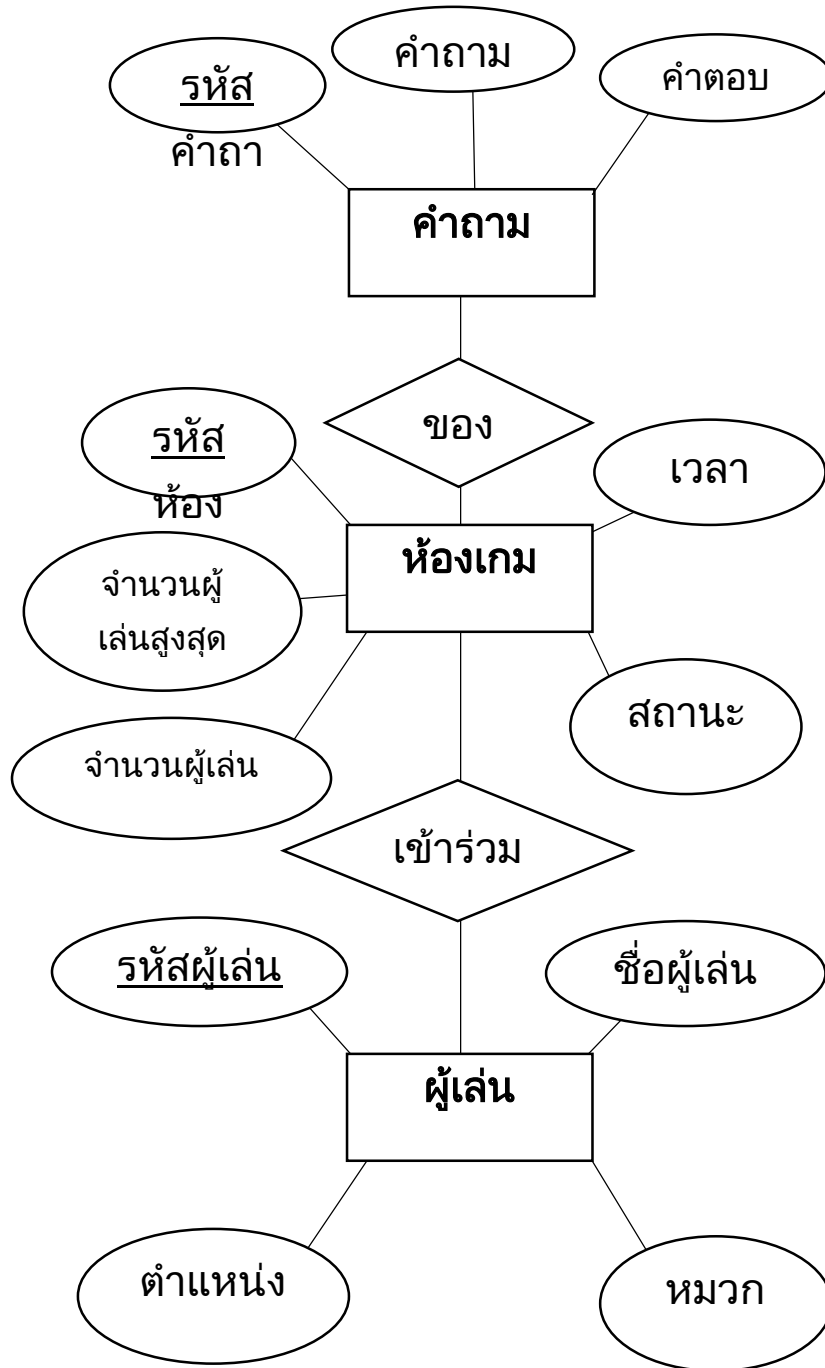 คำถาม
รหัส
คำถา
คำตอบ
คำถาม
ของ
รหัส
ห้อง
เวลา
ห้องเกม
จำนวนผู้
เล่นสูงสุด
สถานะ
จำนวนผู้เล่น
เข้าร่วม
รหัสผู้เล่น
ชื่อผู้เล่น
ผู้เล่น
ตำแหน่ง
หมวก